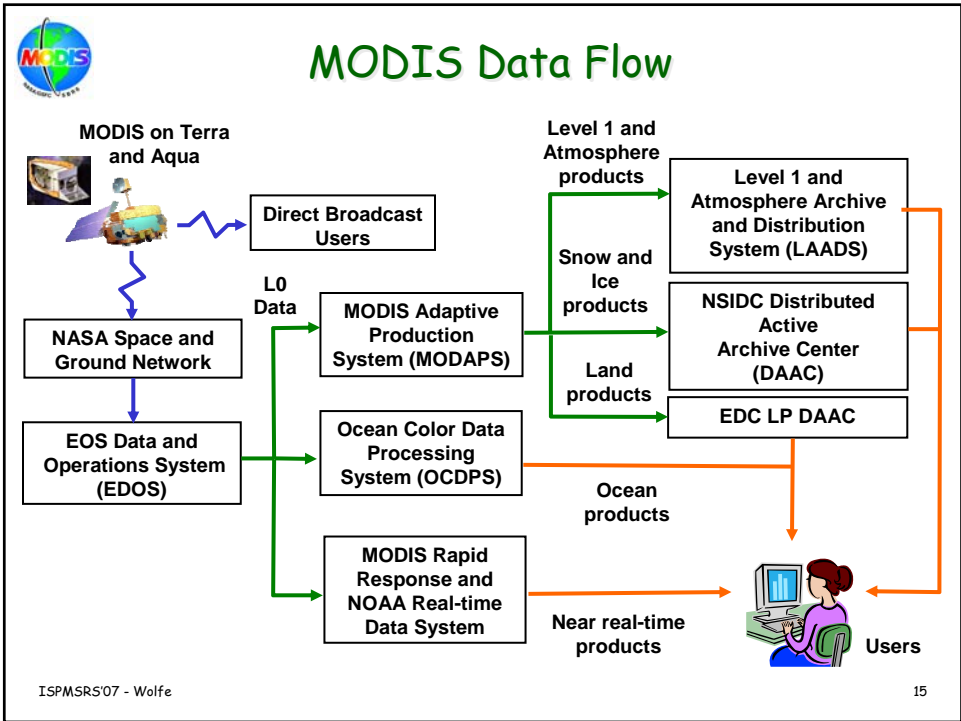 MODIS
MODIS Data Flow
MODIS on Terra
and Aqua
Direct Broadcast
Users
NASA Space and
Ground Network
EOS Data and
Operations System
(EDOS)
L0
Data
MODIS Adaptive
Production
System (MODAPS)
Ocean Color Data
Processing
System (OCDPS)
MODIS Rapid
Response and
NOAA Real-time
Data System
Level 1 and
Atmosphere
products
Snow and
Ice
products
Land
products
Level 1 and
Atmosphere Archive
and Distribution
System (LAADS)
NSIDC Distributed
Active
Archive Center
(DAAC)
EDC LP DAAC
Ocean
products
Near real-time
products
Users
ISPMSRS'07 - Wolfe
15